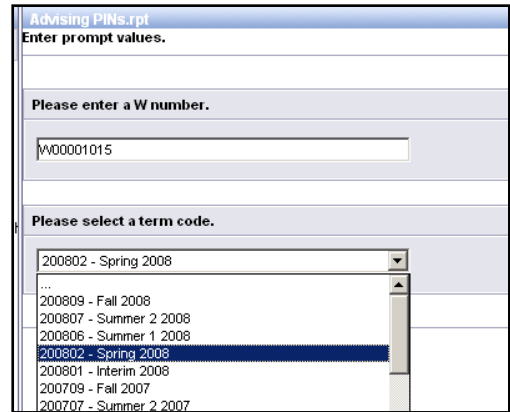 Advising PINs.rpt
Enter prompt values.
Please enter a W number.
W00001015
Please select a term code.
200802 - Spring 2008
...
200809 - Fall 2008
200807 - Summer 2 2008
200806 - Summer 1 2008
200802 - Spring 2008
200801 - Interim 2008
200709 - Fall 2007
200707 - Summer 2 2007